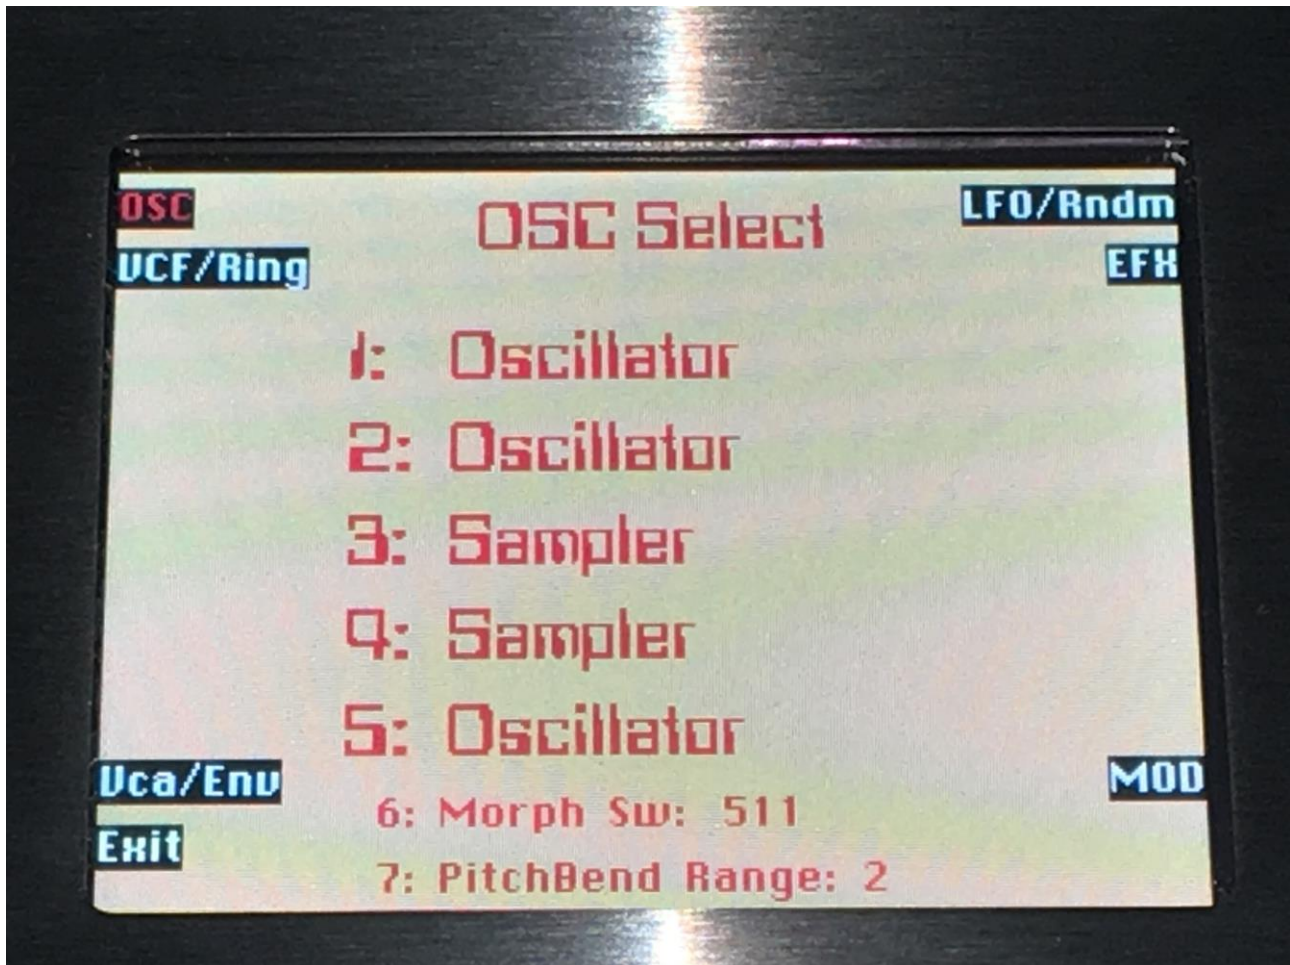 OSC
OSC Select
LFO/Rndm
VCF/Ring
EFX
1: Oscillator
2: Oscillator
3: Sampler
4: Sampler
5: Oscillator
Vca/Env
MOD
6: Morph Sw: 511
Exit
7: PitchBend Range: 2